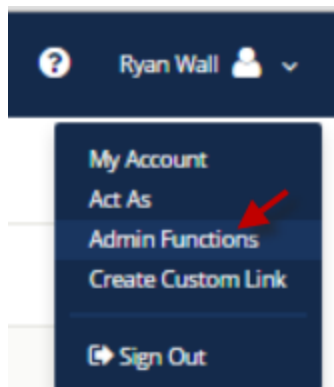 ? Ryan Wall
My Account
Act As
Admin Functions
Create Custom Link
Sign Out